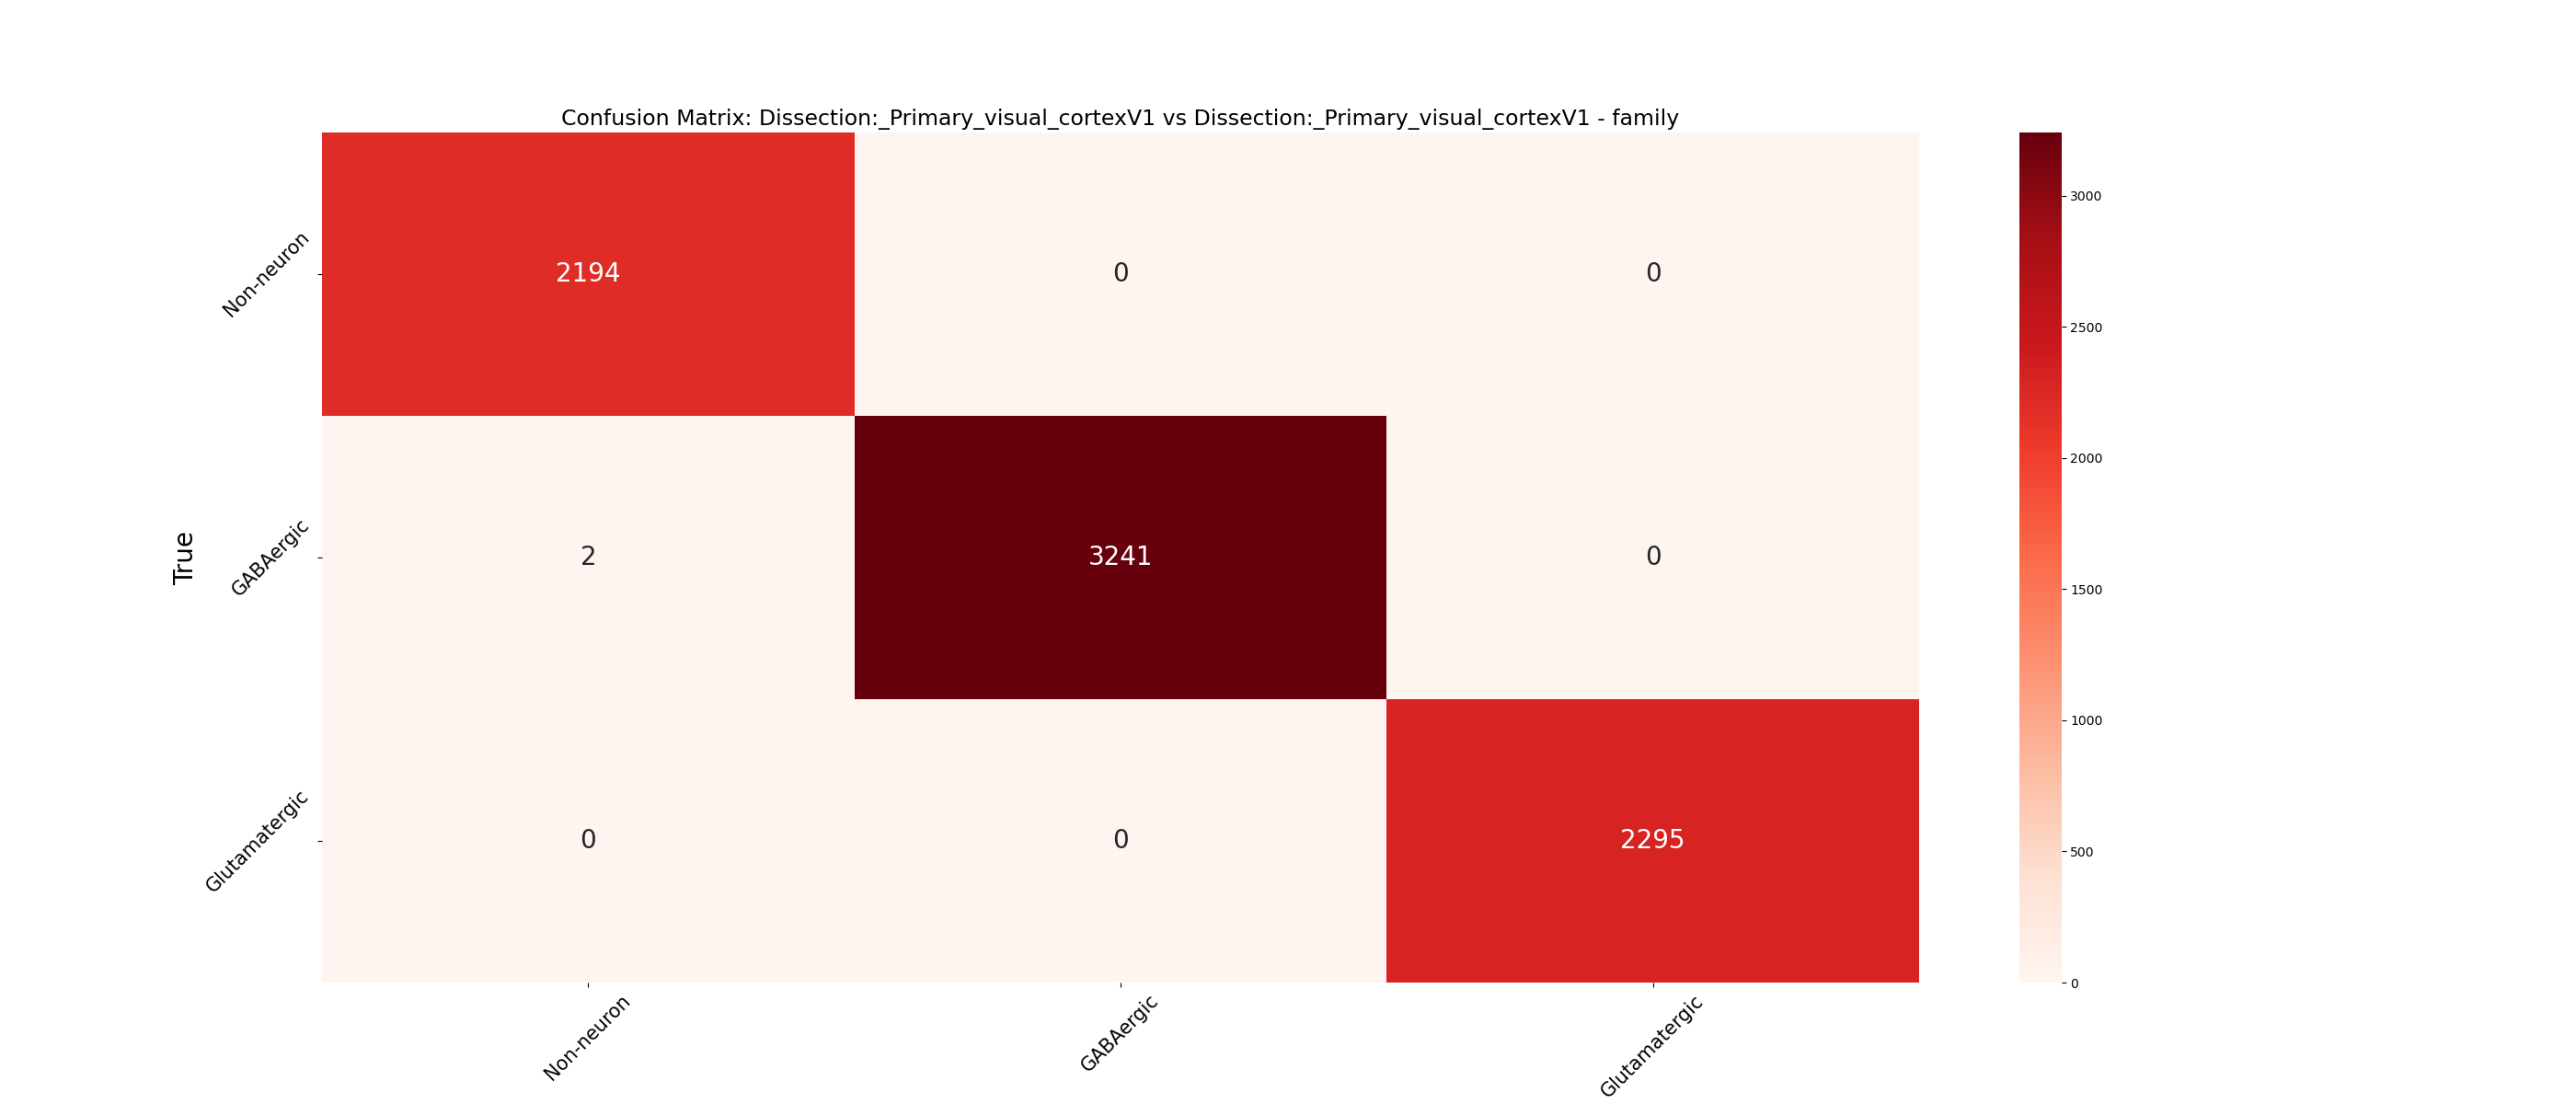 Confusion Matrix: Dissection:_Primary_visual_cortexV1 vs Dissection:_Primary_visual_cortexV1 - family
Non-neuron
2194
0
0
GABAergic
2
3241
0
Glutamatergic
0
0
2295
True
Non-neuron
GABAergic
Glutamatergic
3000
2500
2000
1500
1000
500
0